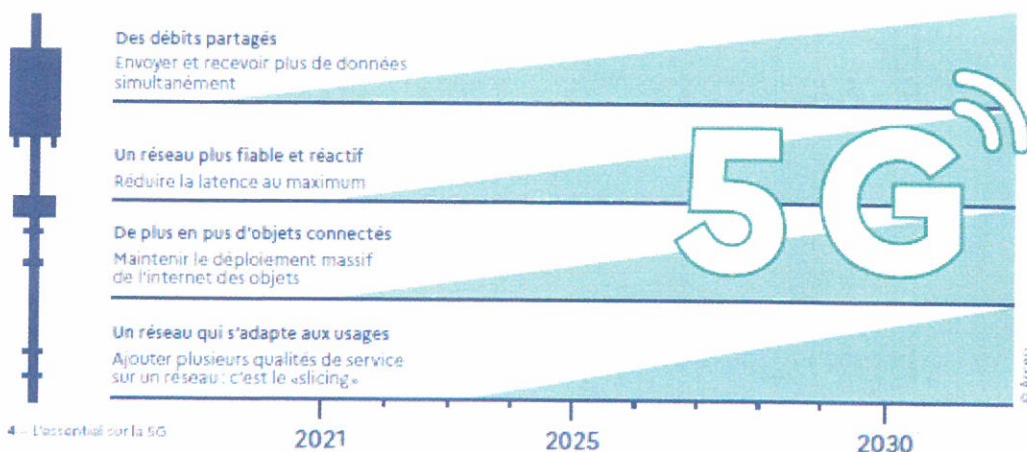 Des débits partagés
Envoyer et recevoir plus de données
simultanément
Un réseau plus fiable et réactif
Réduire la latence au maximum
De plus en pus d'objets connectés
Maintenir le déploiement massif
de l'internet des objets
Un réseau qui s'adapte aux usages
Ajouter plusieurs qualités de service
sur un réseau : c'est le «slicing»
5G
2021
2025
2030
4 – L'essentiel sur la 5G